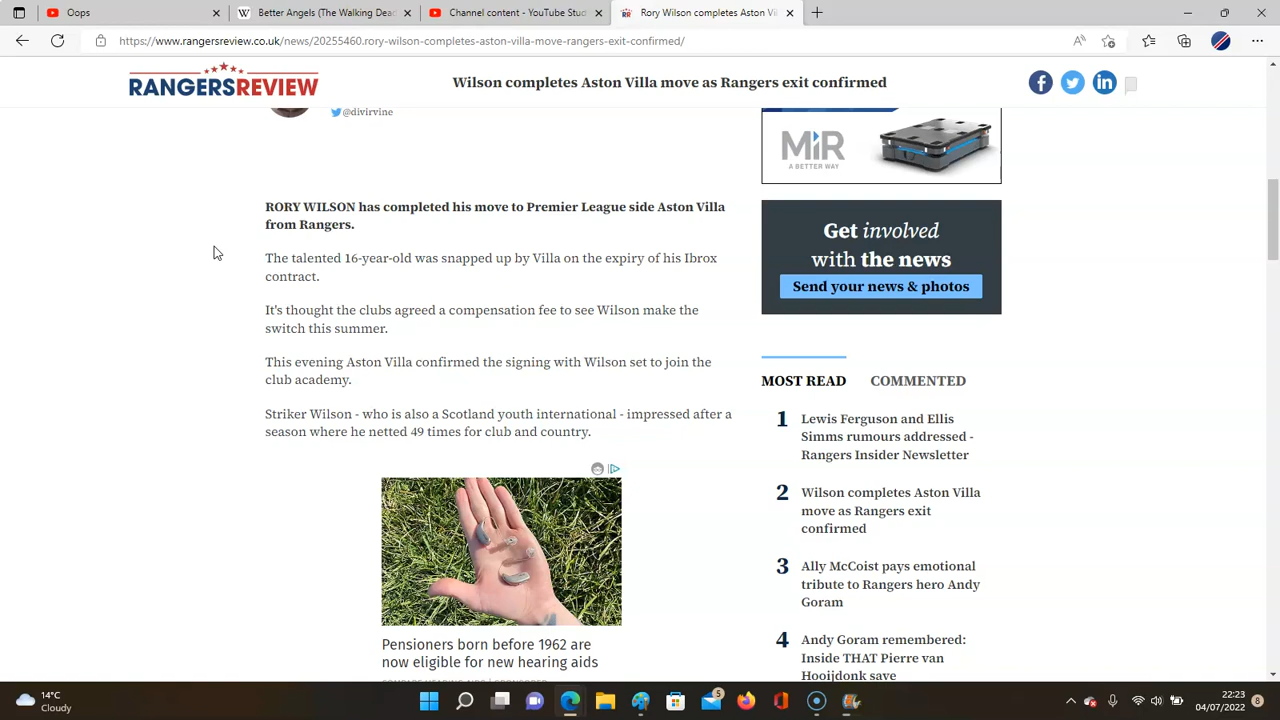 Oops
Better Angels (The Walking Dea
Channel content - YouTube Stud
Rory Wilson completes Aston Vi
https://www.rangersreview.co.uk/news/20255460.rory-wilson-completes-aston-villa-move-rangers-exit-confirmed/
RANGERSREVIEW
Wilson completes Aston Villa move as Rangers exit confirmed
@divirvine
RORY WILSON has completed his move to Premier League side Aston Villa
from Rangers.
The talented 16-year-old was snapped up by Villa on the expiry of his Ibrox
contract.
It's thought the clubs agreed a compensation fee to see Wilson make the
switch this summer.
This evening Aston Villa confirmed the signing with Wilson set to join the
club academy.
Striker Wilson - who is also a Scotland youth international - impressed after a
season where he netted 49 times for club and country.
Pensioners born before 1962 are
now eligible for new hearing aids
MiR
A BETTER WAY
Get involved
with the news
Send your news & photos
MOST READ
COMMENTED
1
Lewis Ferguson and Ellis
Simms rumours addressed -
Rangers Insider Newsletter
2
Wilson completes Aston Villa
move as Rangers exit
confirmed
3
Ally McCoist pays emotional
tribute to Rangers hero Andy
Goram
4
Andy Goram remembered:
Inside THAT Pierre van
Hooijdonk save
14°C
Cloudy
5
22:23
04/07/2022
8